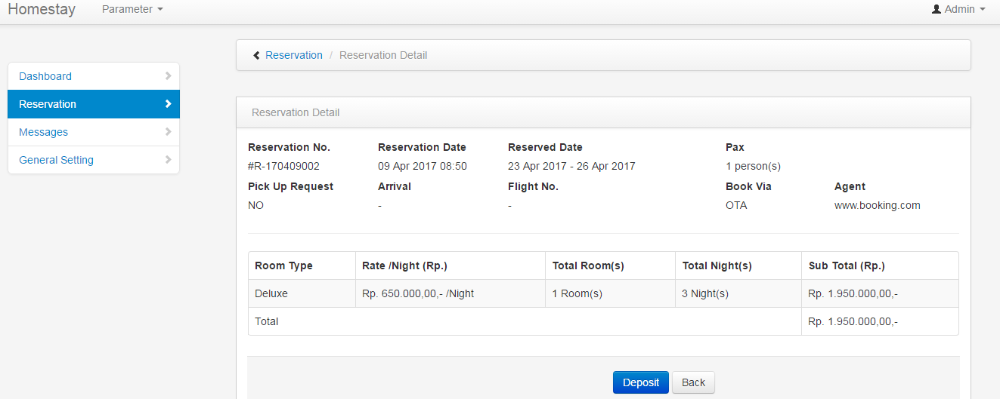 Homestay Parameter Admin
Reservation / Reservation Detail
Dashboard
Reservation
Messages
General Setting
Reservation Detail
Reservation No. Reservation Date Reserved Date Pax
#R-170409002 09 Apr 2017 08:50 23 Apr 2017 - 26 Apr 2017 1 person(s)
Pick Up Request Arrival Flight No. Book Via Agent
NO - - OTA www.booking.com
Room Type Rate /Night (Rp.) Total Room(s) Total Night(s) Sub Total (Rp.)
Deluxe Rp. 650.000,00,- /Night 1 Room(s) 3 Night(s) Rp. 1.950.000,00,-
Total Rp. 1.950.000,00,-
Deposit Back